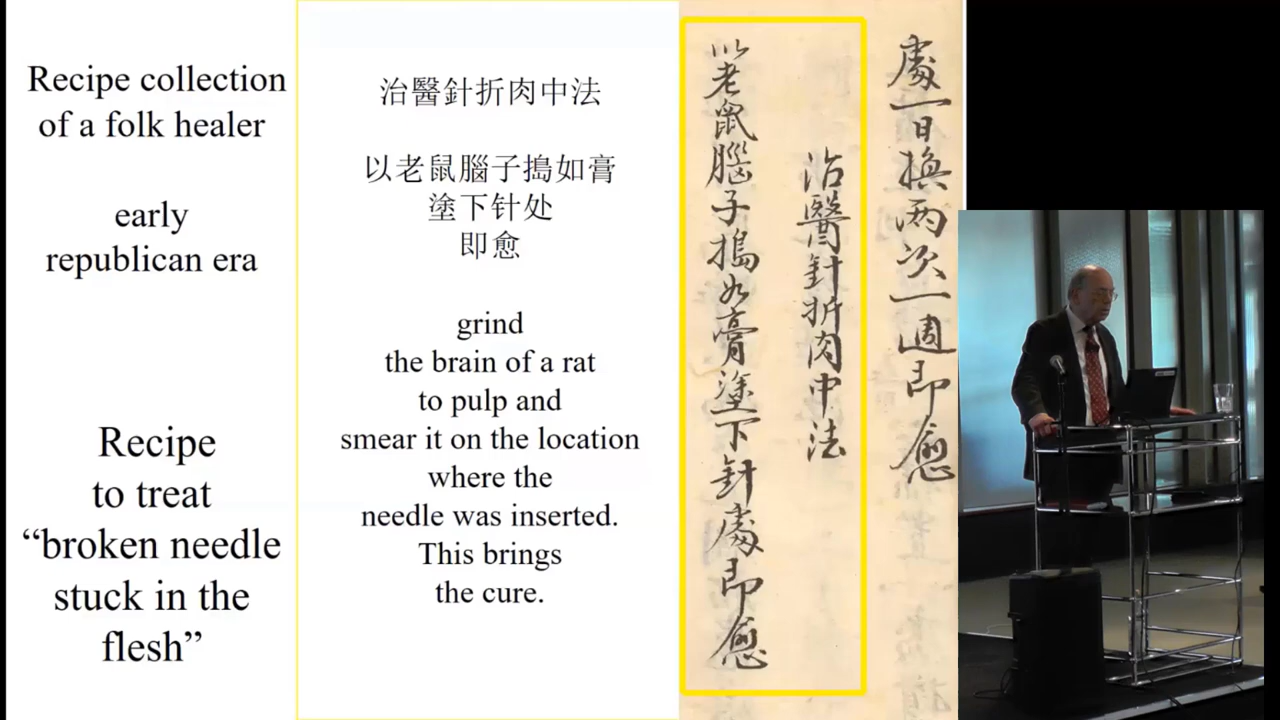 Recipe collection
of a folk healer
early
republican era
Recipe
to treat
“broken needle
stuck in the
flesh”
治醫針折肉中法
以老鼠腦子搗如膏
塗下针处
即愈
grind
the brain of a rat
to pulp and
smear it on the location
where the
needle was inserted.
This brings
the cure.
處一日換两次一週即愈
治醫針折肉中法
以老鼠腦子搗如膏塗下針處即愈